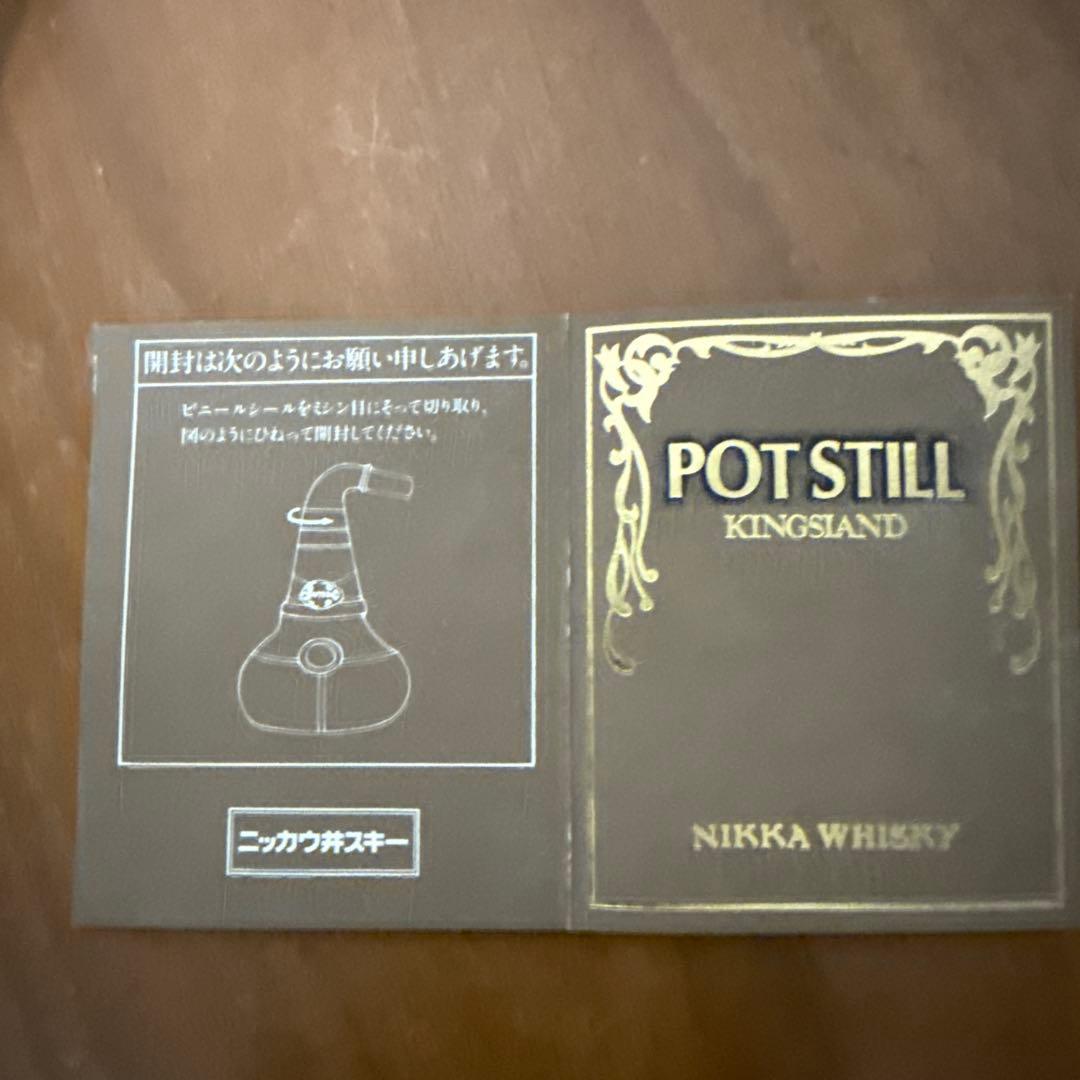 開封は次のようにお願い申しあげます。
ビニールシールをミシン目にそって切り取り、
図のようにひねって開封してください。
ニッカウ井スキー
POT STILL
KINGSLAND
NIKKA WHISKY